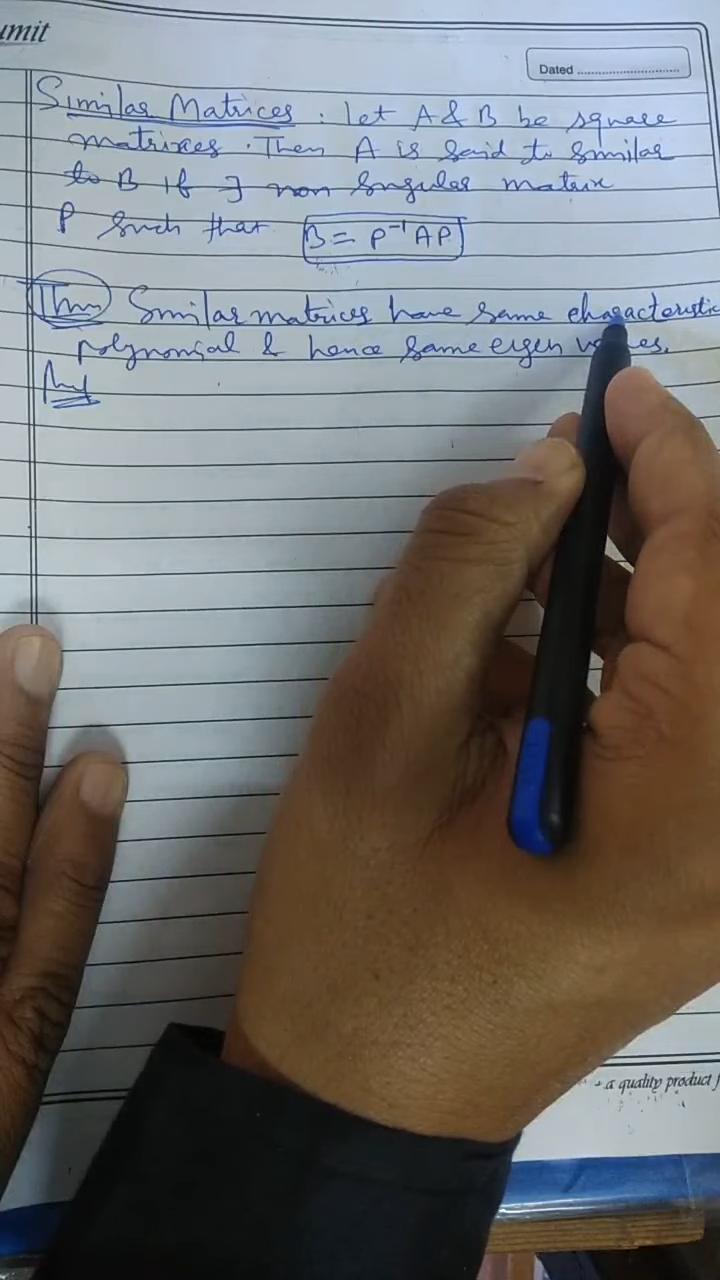 umit
Dated
Similar Matrices : let A & B be square
matrixes . Then A is said to similar
to B if ∃ non singular matrix
P such that B = P⁻¹AP
Thm Similar matrices have same characteristic
polynomial & hence same eigen values.
Prf
- a quality product f